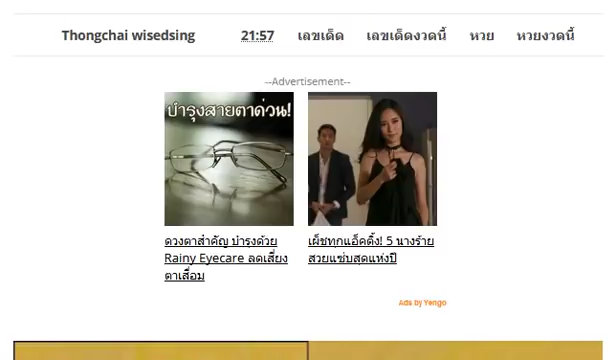 Thongchai wisedsing 21:57 เลขเด็ด เลขเด็ดงวดนี้ หวย หวยงวดนี้
--Advertisement--
บำรุงสายตาด่วน!
ดวงตาสำคัญ บำรุงด้วย
Rainy Eyecare ลดเสี่ยง
ตาเสื่อม
เผ็ชทุกแอ็คติ้ง! 5 นางร้าย
สวยแซ่บสุดแห่งปี
Ads by Yengo